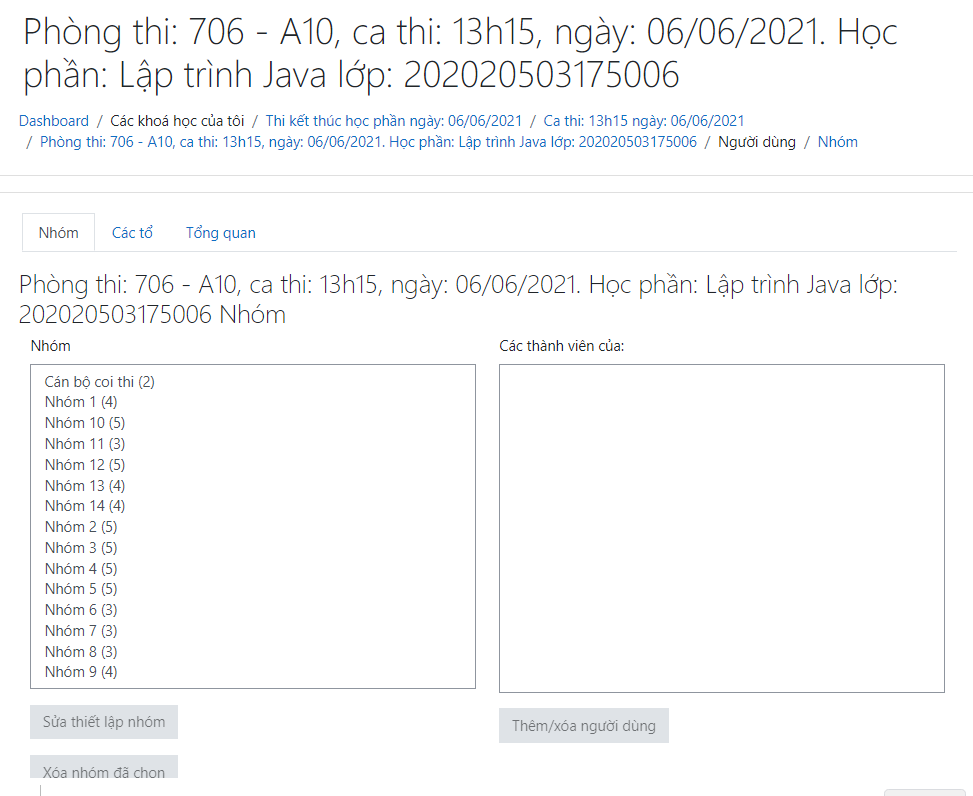 Phòng thi: 706 - A10, ca thi: 13h15, ngày: 06/06/2021. Học
phần: Lập trình Java lớp: 202020503175006
Dashboard / Các khoá học của tôi / Thi kết thúc học phần ngày: 06/06/2021 / Ca thi: 13h15 ngày: 06/06/2021
/ Phòng thi: 706 - A10, ca thi: 13h15, ngày: 06/06/2021. Học phần: Lập trình Java lớp: 202020503175006 / Người dùng / Nhóm
Nhóm Các tổ Tổng quan
Phòng thi: 706 - A10, ca thi: 13h15, ngày: 06/06/2021. Học phần: Lập trình Java lớp:
202020503175006 Nhóm
Nhóm
Cán bộ coi thi (2)
Nhóm 1 (4)
Nhóm 10 (5)
Nhóm 11 (3)
Nhóm 12 (5)
Nhóm 13 (4)
Nhóm 14 (4)
Nhóm 2 (5)
Nhóm 3 (5)
Nhóm 4 (5)
Nhóm 5 (5)
Nhóm 6 (3)
Nhóm 7 (3)
Nhóm 8 (3)
Nhóm 9 (4)
Sửa thiết lập nhóm
Xóa nhóm đã chọn
Các thành viên của:
Thêm/xóa người dùng